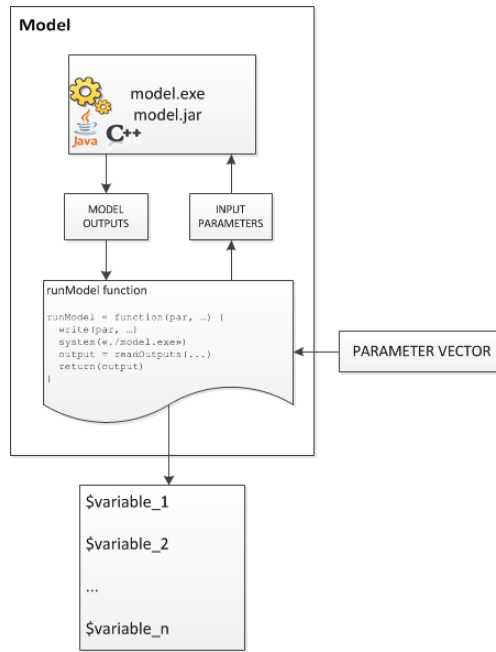 Model
model.exe
model.jar
Java
C++
MODEL
OUTPUTS
INPUT
PARAMETERS
runModel function
runModel = function(par, …) {
write(par, …)
system(«./model.exe»)
output = readOutputs(...)
return(output)
}
PARAMETER VECTOR
$variable_1
$variable_2
...
$variable_n